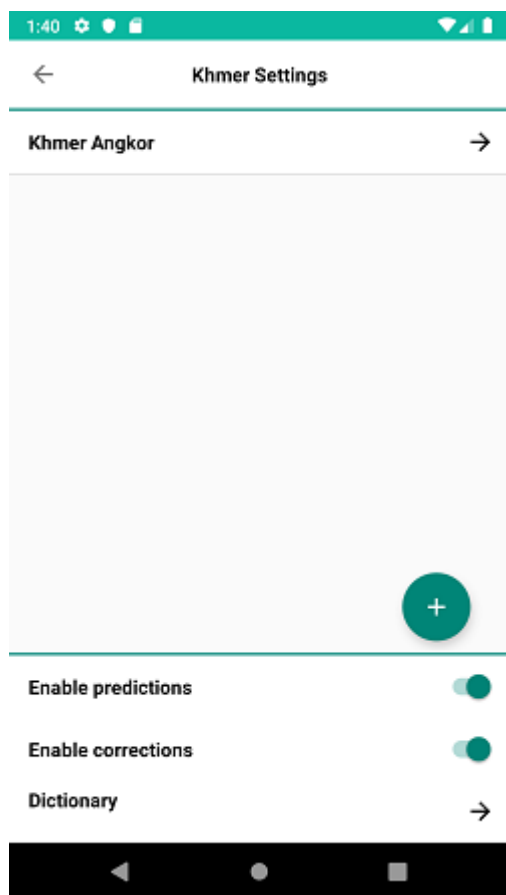 1:40
Khmer Settings
Khmer Angkor
Enable predictions
Enable corrections
Dictionary